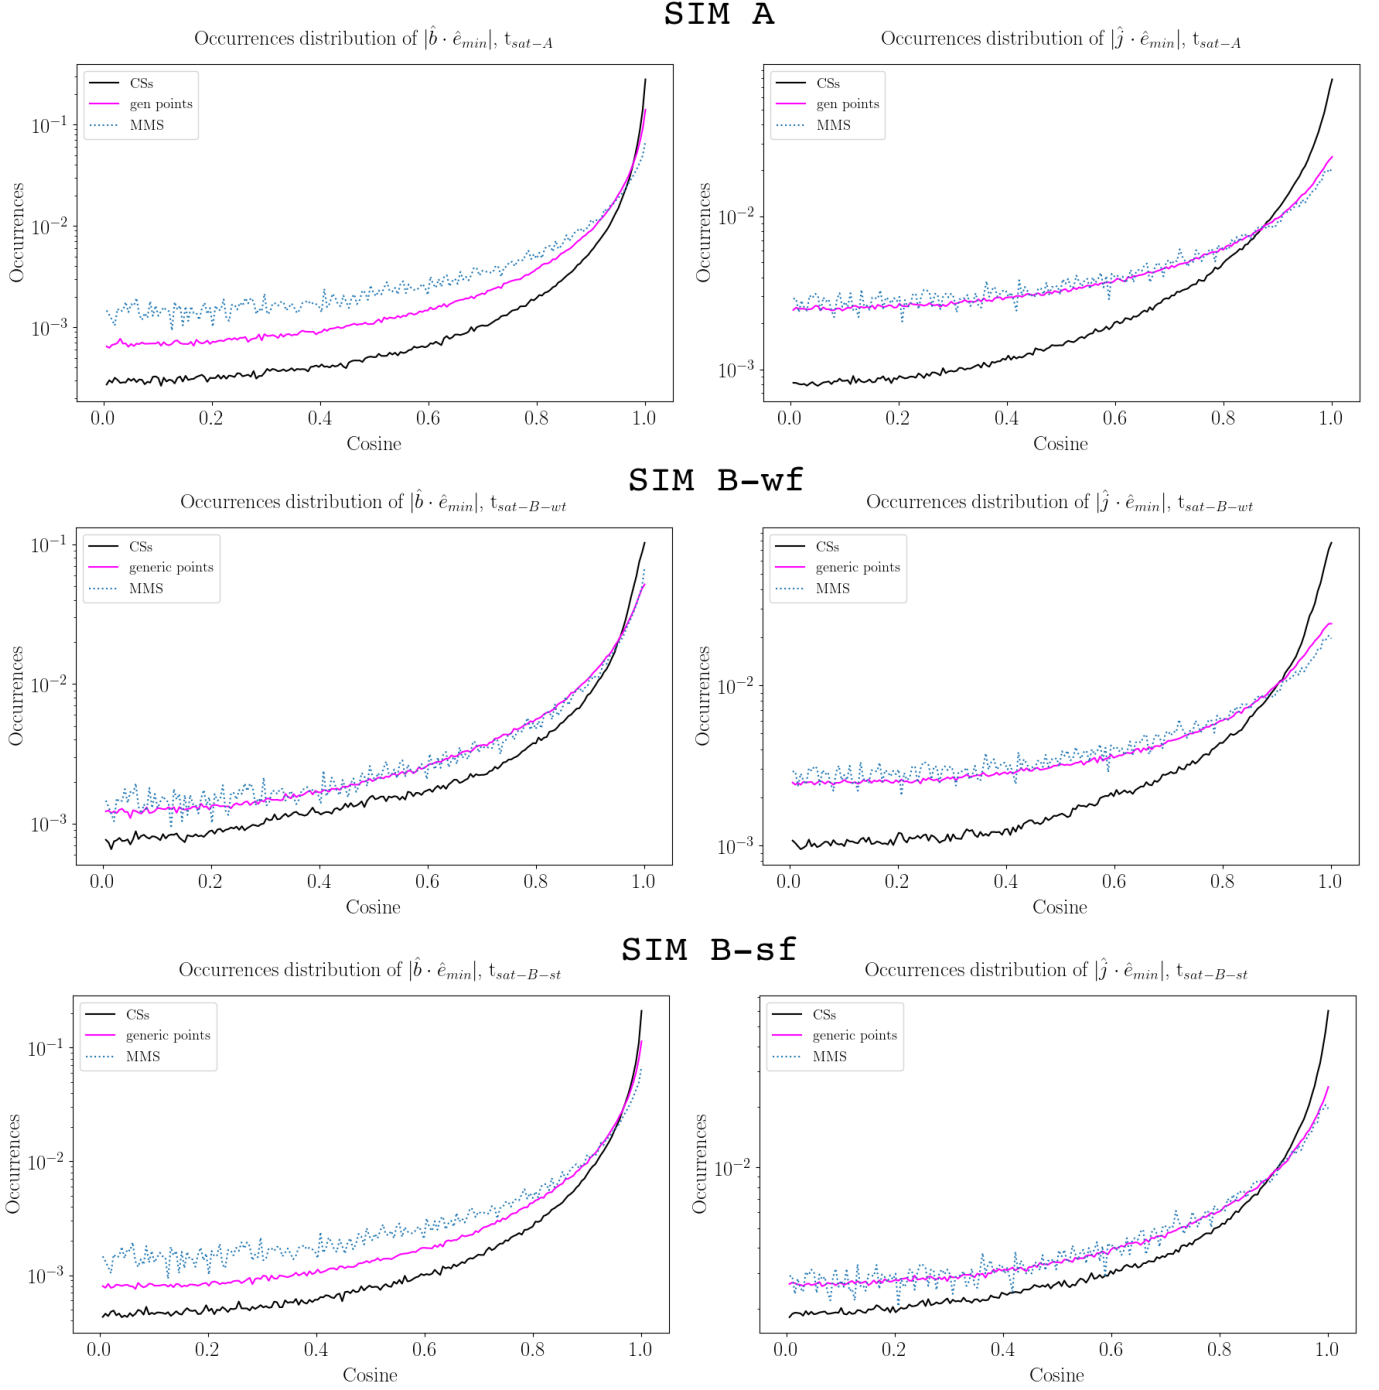 SIM A
Occurrences distribution of |b̂ · ê_min|, t_sat−A
CSs
gen points
MMS
10⁻¹
10⁻²
10⁻³
Occurrences
0.0 0.2 0.4 0.6 0.8 1.0
Cosine
Occurrences distribution of |ĵ · ê_min|, t_sat−A
CSs
gen points
MMS
10⁻²
10⁻³
Occurrences
0.0 0.2 0.4 0.6 0.8 1.0
Cosine
SIM B-wf
Occurrences distribution of |b̂ · ê_min|, t_sat−B−wt
CSs
generic points
MMS
10⁻¹
10⁻²
10⁻³
Occurrences
0.0 0.2 0.4 0.6 0.8 1.0
Cosine
Occurrences distribution of |ĵ · ê_min|, t_sat−B−wt
CSs
generic points
MMS
10⁻²
10⁻³
Occurrences
0.0 0.2 0.4 0.6 0.8 1.0
Cosine
SIM B-sf
Occurrences distribution of |b̂ · ê_min|, t_sat−B−st
CSs
generic points
MMS
10⁻¹
10⁻²
10⁻³
Occurrences
0.0 0.2 0.4 0.6 0.8 1.0
Cosine
Occurrences distribution of |ĵ · ê_min|, t_sat−B−st
CSs
generic points
MMS
10⁻²
Occurrences
0.0 0.2 0.4 0.6 0.8 1.0
Cosine